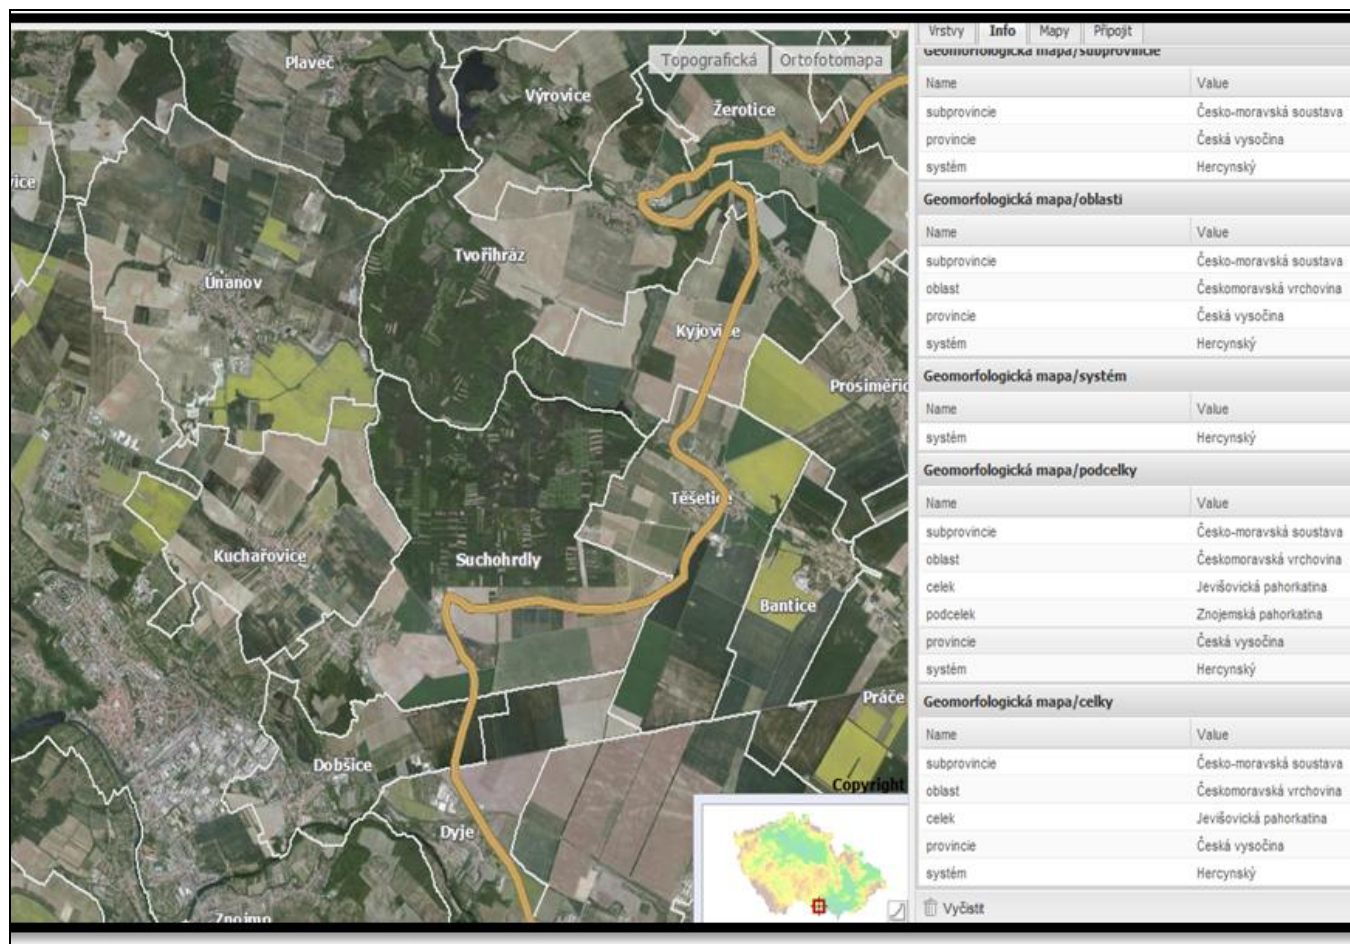 Plaveč
Výrovice
Žerotice
Topografická
Ortofotomapa
Tvořihráz
Únanov
Kyjovice
Těšetice
Suchohrdly
Kuchařovice
Bantice
Práče
Dobšice
Copyright
Dyje
Znojmo
Vrstvy Info Mapy Připojit
Geomorfologická mapa/subprovincie
Name Value
subprovincie Česko-moravská soustava
provincie Česká vysočina
systém Hercynský
Geomorfologická mapa/oblasti
Name Value
subprovincie Česko-moravská soustava
oblast Českomoravská vrchovina
provincie Česká vysočina
systém Hercynský
Geomorfologická mapa/systém
Name Value
systém Hercynský
Geomorfologická mapa/podcelky
Name Value
subprovincie Česko-moravská soustava
oblast Českomoravská vrchovina
celek Jevišovická pahorkatina
podcelek Znojemská pahorkatina
provincie Česká vysočina
systém Hercynský
Geomorfologická mapa/celky
Name Value
subprovincie Česko-moravská soustava
oblast Českomoravská vrchovina
celek Jevišovická pahorkatina
provincie Česká vysočina
systém Hercynský
Vyčistit